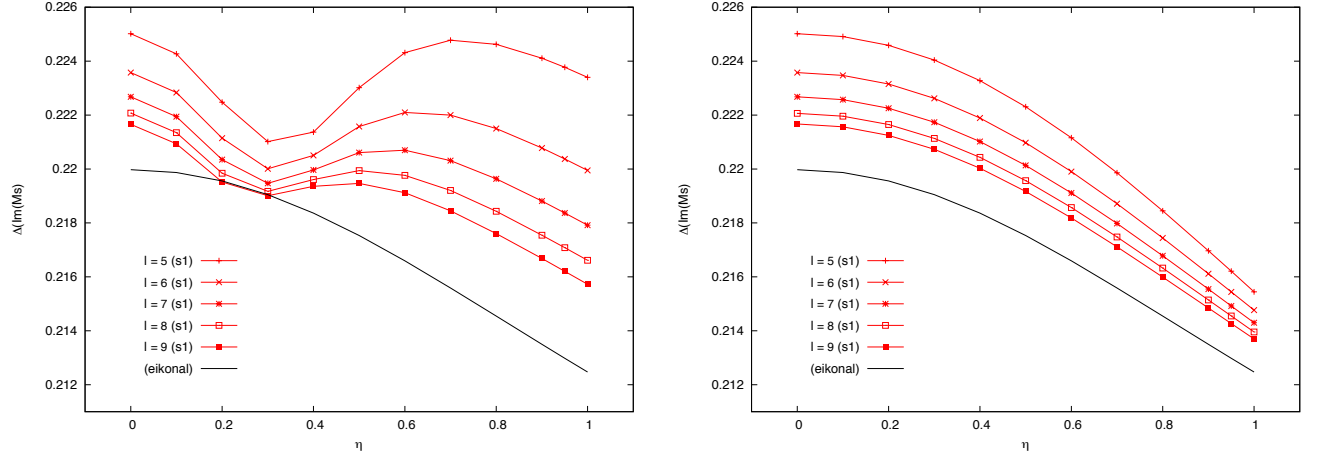 0.226
0.224
0.222
0.22
0.218
0.216
0.214
0.212
Δ(Im(Ms)
l = 5 (s1)
l = 6 (s1)
l = 7 (s1)
l = 8 (s1)
l = 9 (s1)
(eikonal)
0 0.2 0.4 0.6 0.8 1
η
0.226
0.224
0.222
0.22
0.218
0.216
0.214
0.212
Δ(Im(Ms)
l = 5 (s1)
l = 6 (s1)
l = 7 (s1)
l = 8 (s1)
l = 9 (s1)
(eikonal)
0 0.2 0.4 0.6 0.8 1
η